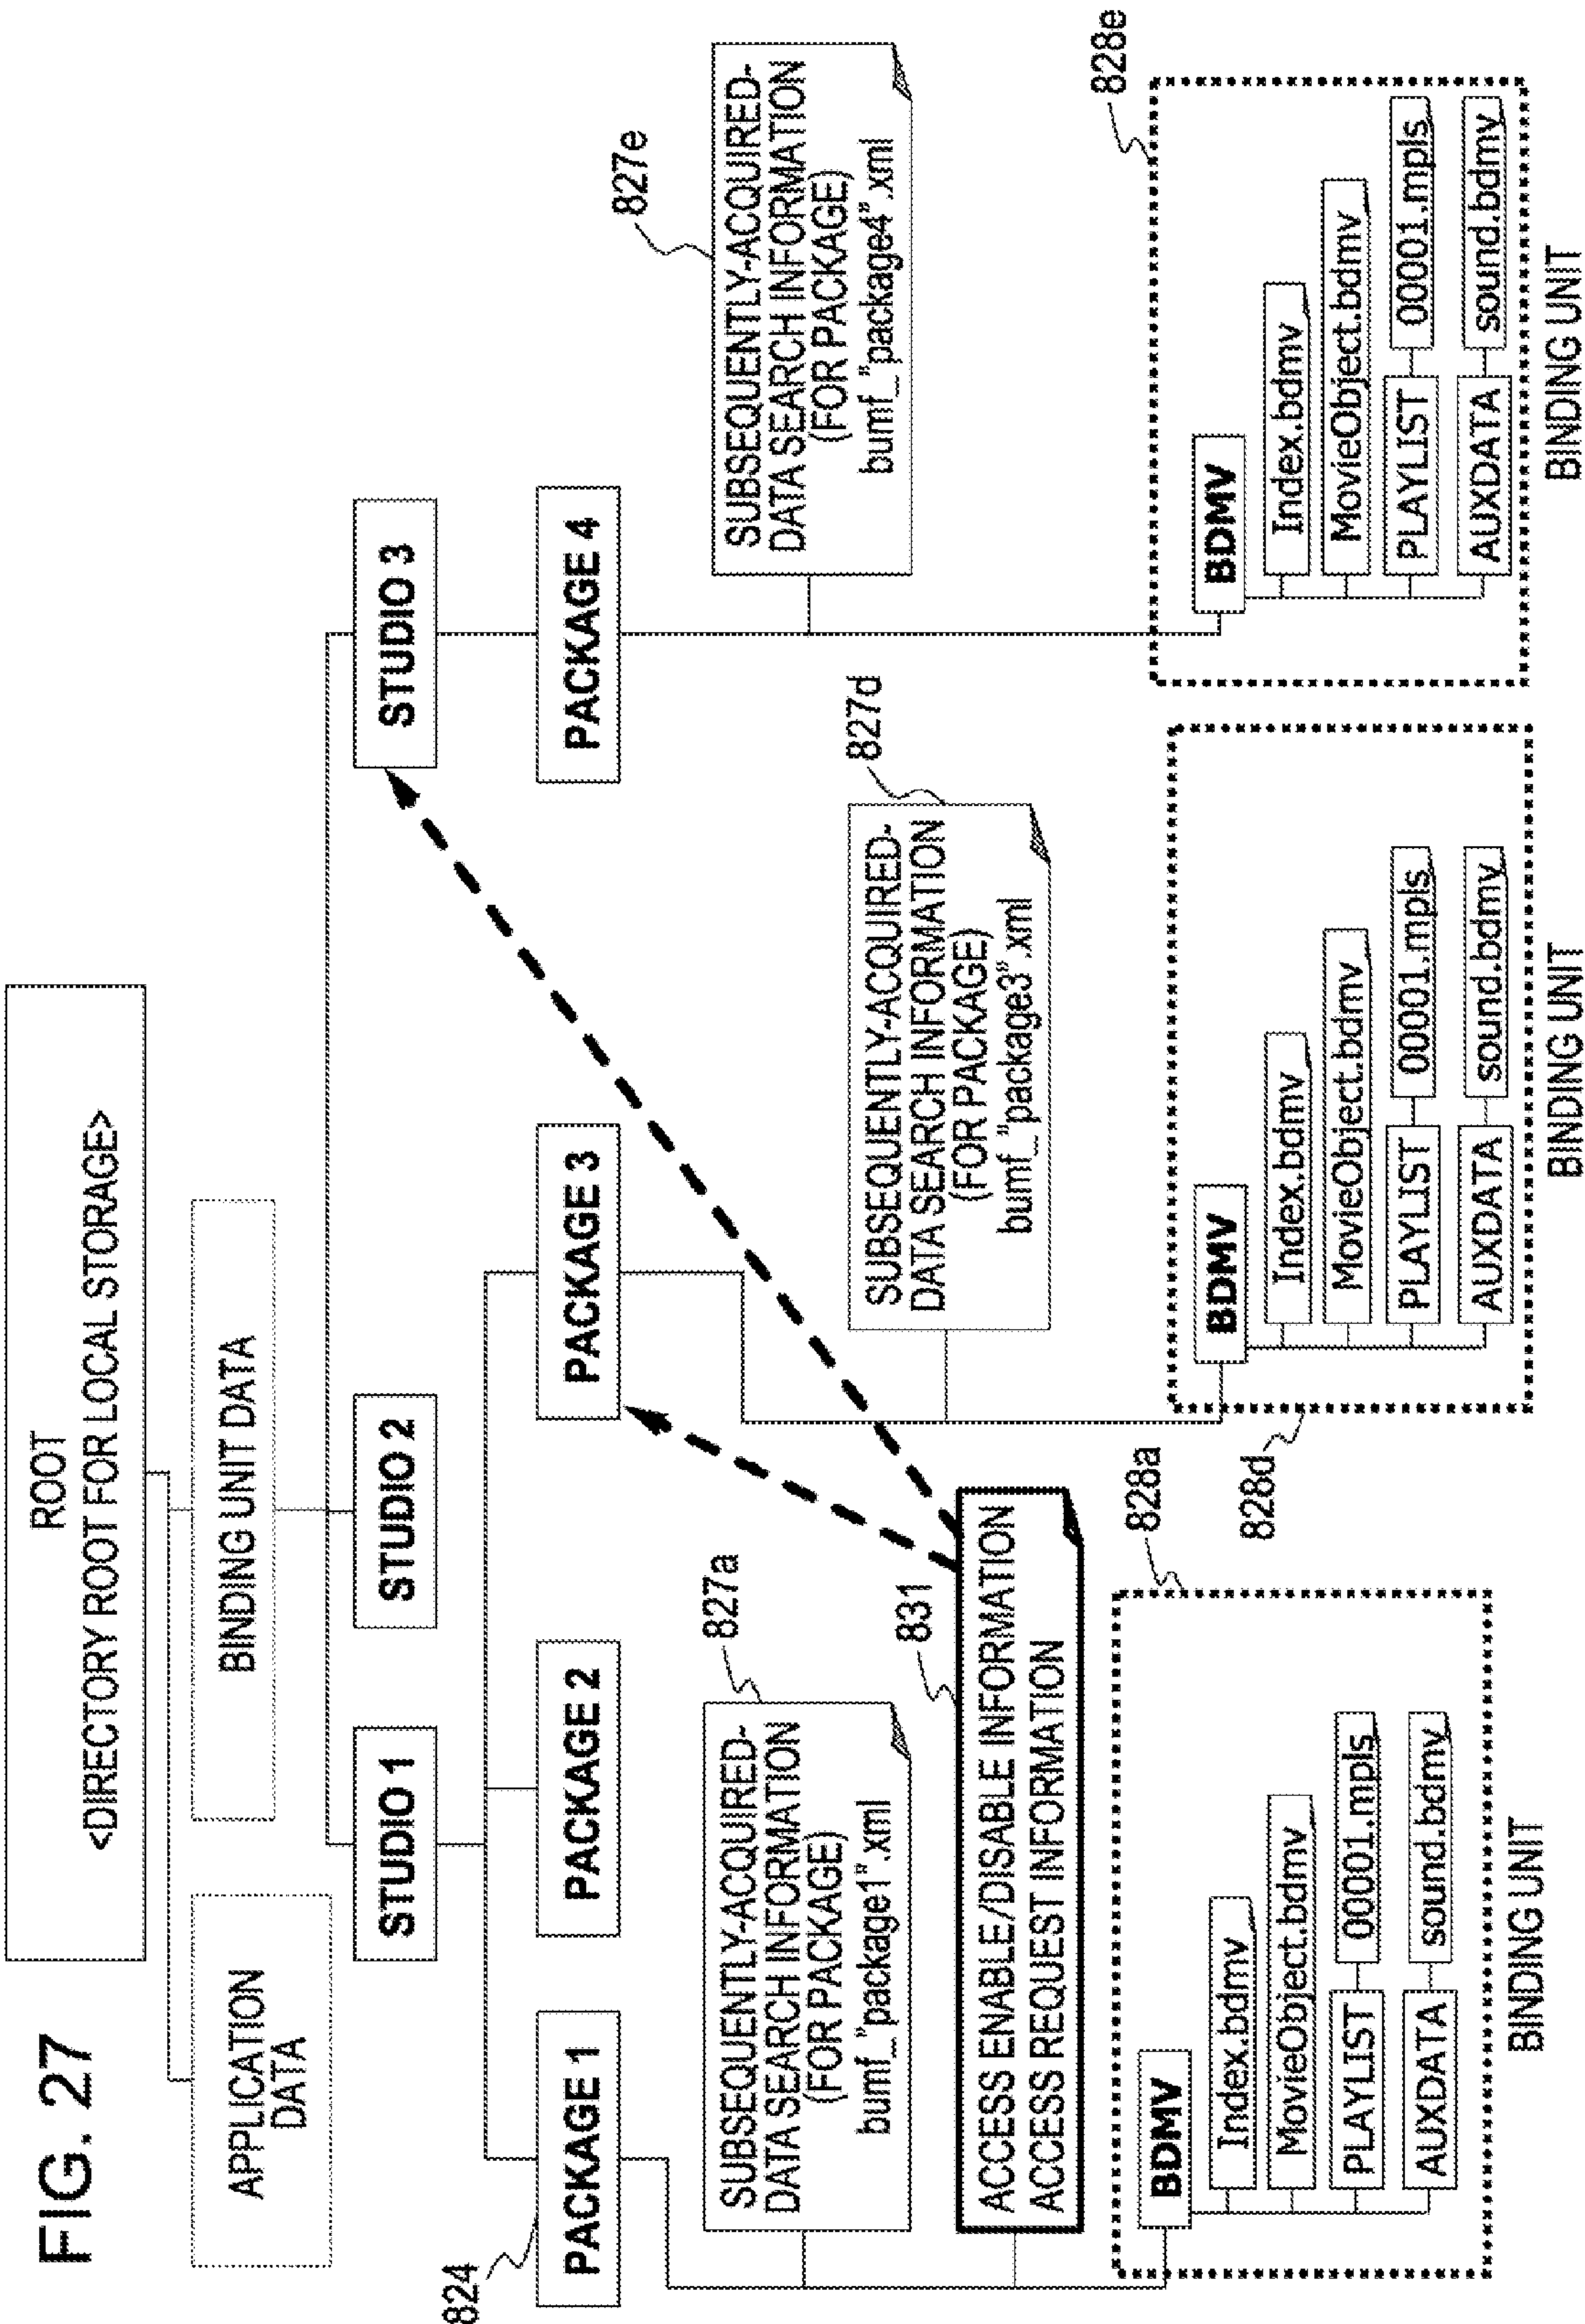 FIG. 27
ROOT
<DIRECTORY ROOT FOR LOCAL STORAGE>
APPLICATION
DATA
BINDING UNIT DATA
STUDIO 1
STUDIO 2
STUDIO 3
824
PACKAGE 1
PACKAGE 2
PACKAGE 3
PACKAGE 4
827a
SUBSEQUENTLY-ACQUIRED-
DATA SEARCH INFORMATION
(FOR PACKAGE)
bumf_"package1".xml
827d
SUBSEQUENTLY-ACQUIRED-
DATA SEARCH INFORMATION
(FOR PACKAGE)
bumf_"package3".xml
827e
SUBSEQUENTLY-ACQUIRED-
DATA SEARCH INFORMATION
(FOR PACKAGE)
bumf_"package4".xml
831
ACCESS ENABLE/DISABLE INFORMATION
ACCESS REQUEST INFORMATION
828a
BDMV
Index.bdmv
MovieObject.bdmv
PLAYLIST
00001.mpls
AUXDATA
sound.bdmv
BINDING UNIT
828d
BDMV
Index.bdmv
MovieObject.bdmv
PLAYLIST
00001.mpls
AUXDATA
sound.bdmv
BINDING UNIT
828e
BDMV
Index.bdmv
MovieObject.bdmv
PLAYLIST
00001.mpls
AUXDATA
sound.bdmv
BINDING UNIT